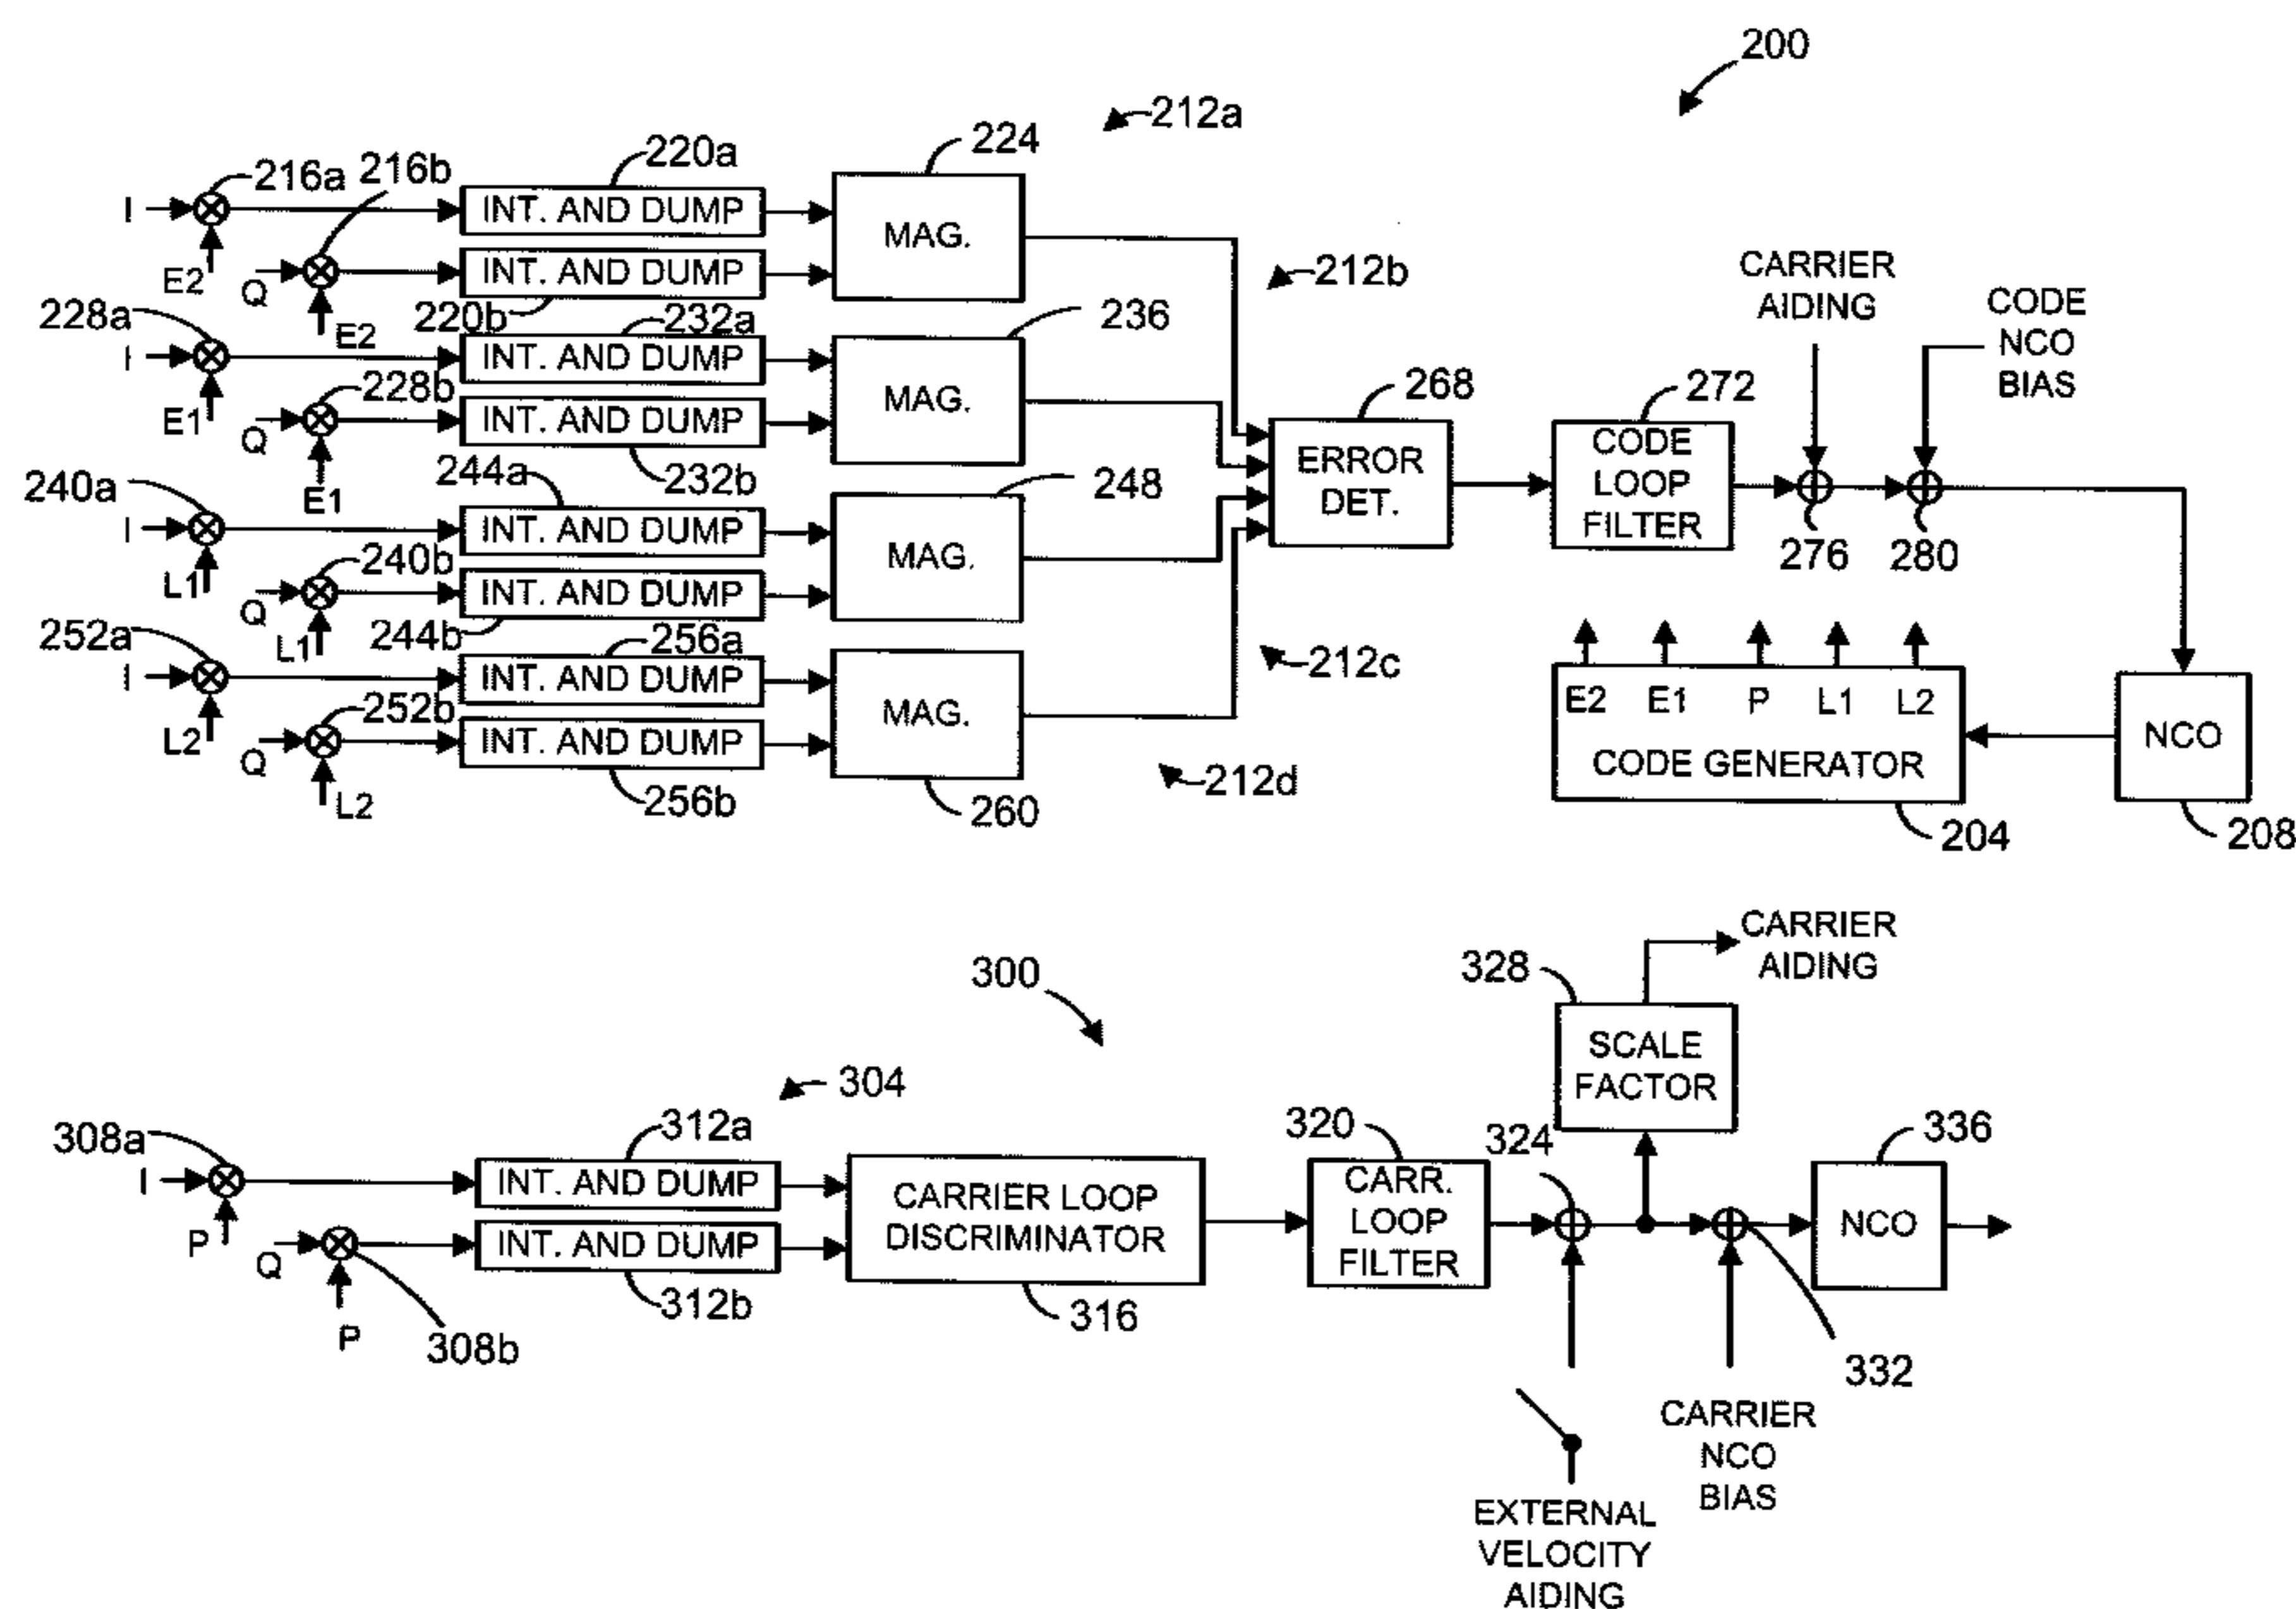 200
212a
224
220a
216a
216b
I
INT. AND DUMP
MAG.
E2
Q
INT. AND DUMP
212b
CARRIER
AIDING
CODE
NCO
BIAS
228a
E2
220b
232a
236
I
INT. AND DUMP
MAG.
228b
E1
Q
INT. AND DUMP
268
272
ERROR
DET.
CODE
LOOP
FILTER
240a
E1
244a
232b
248
I
INT. AND DUMP
MAG.
276
280
240b
L1
Q
INT. AND DUMP
252a
L1
244b
256a
212c
I
INT. AND DUMP
MAG.
E2
E1
P
L1
L2
CODE GENERATOR
NCO
252b
L2
Q
INT. AND DUMP
212d
L2
256b
260
204
208
CARRIER
AIDING
300
328
SCALE
FACTOR
304
308a
312a
320
324
336
I
INT. AND DUMP
CARRIER LOOP
DISCRIMINATOR
CARR.
LOOP
FILTER
NCO
P
Q
INT. AND DUMP
P
308b
312b
316
332
CARRIER
NCO
BIAS
EXTERNAL
VELOCITY
AIDING